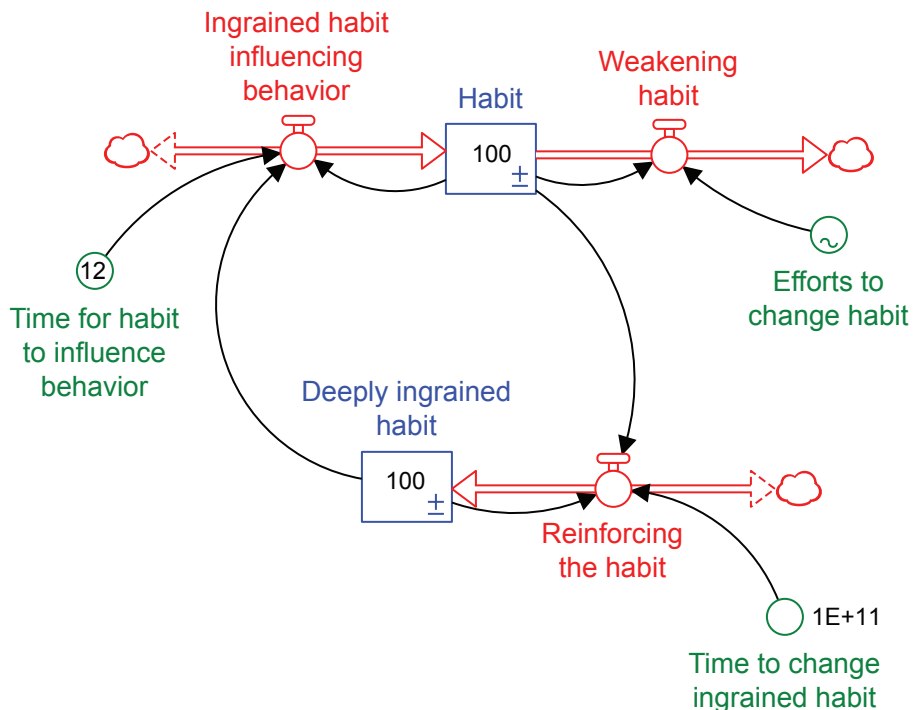 Ingrained habit
influencing
behavior
Habit
Weakening
habit
100
±
12
Time for habit
to influence
behavior
~
Efforts to
change habit
Deeply ingrained
habit
100
±
Reinforcing
the habit
1E+11
Time to change
ingrained habit